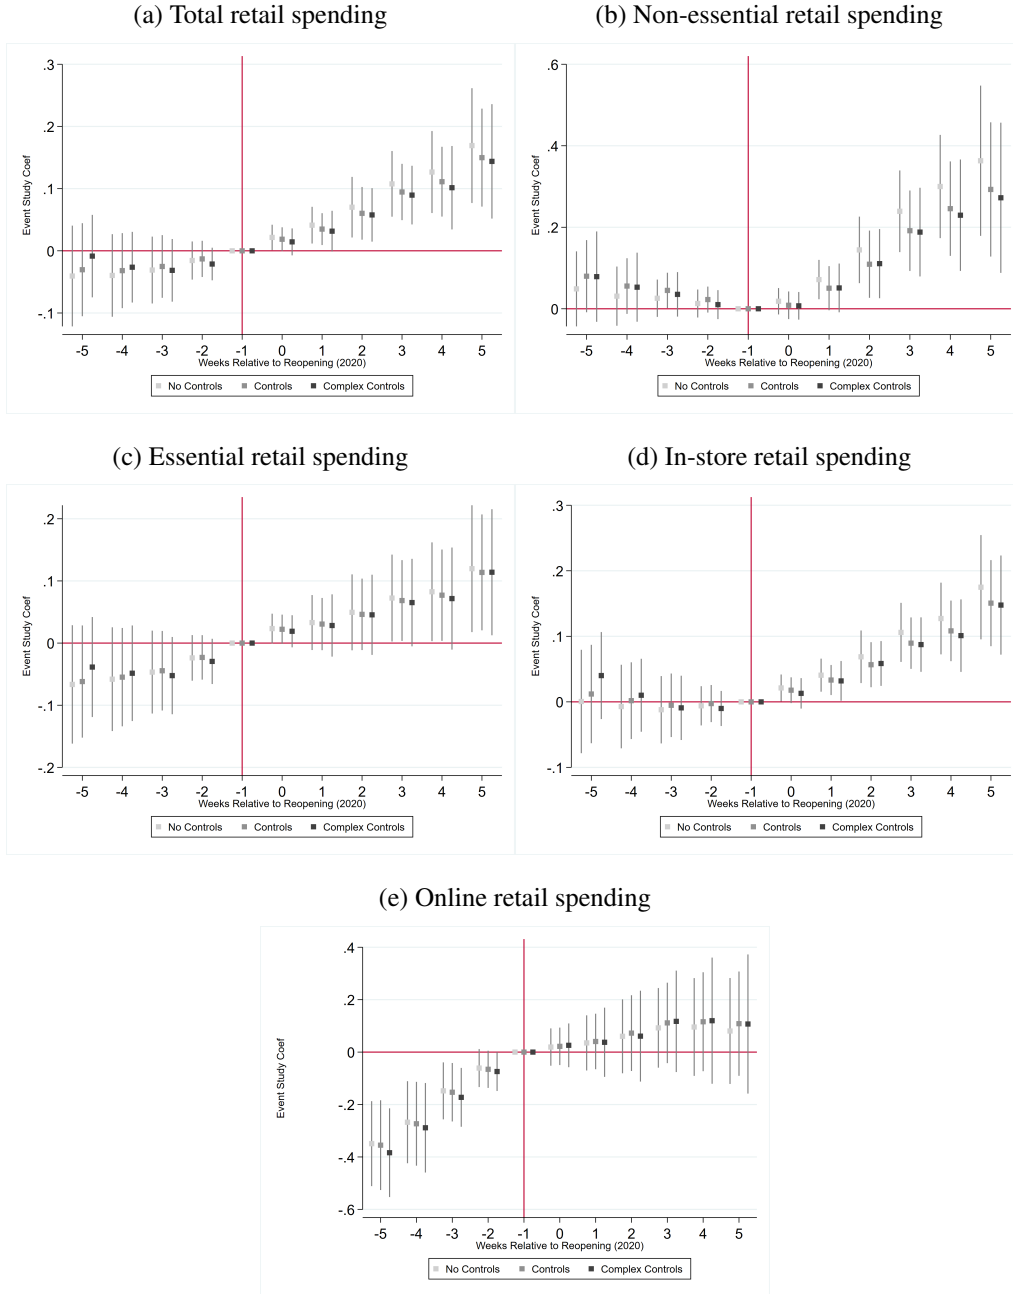 (a) Total retail spending
.3
.2
.1
0
-.1
Event Study Coef
-5 -4 -3 -2 -1 0 1 2 3 4 5
Weeks Relative to Reopening (2020)
No Controls Controls Complex Controls
(b) Non-essential retail spending
.6
.4
.2
0
Event Study Coef
-5 -4 -3 -2 -1 0 1 2 3 4 5
Weeks Relative to Reopening (2020)
No Controls Controls Complex Controls
(c) Essential retail spending
.2
.1
0
-.1
-.2
Event Study Coef
-5 -4 -3 -2 -1 0 1 2 3 4 5
Weeks Relative to Reopening (2020)
No Controls Controls Complex Controls
(d) In-store retail spending
.3
.2
.1
0
-.1
Event Study Coef
-5 -4 -3 -2 -1 0 1 2 3 4 5
Weeks Relative to Reopening (2020)
No Controls Controls Complex Controls
(e) Online retail spending
.4
.2
0
-.2
-.4
-.6
Event Study Coef
-5 -4 -3 -2 -1 0 1 2 3 4 5
Weeks Relative to Reopening (2020)
No Controls Controls Complex Controls